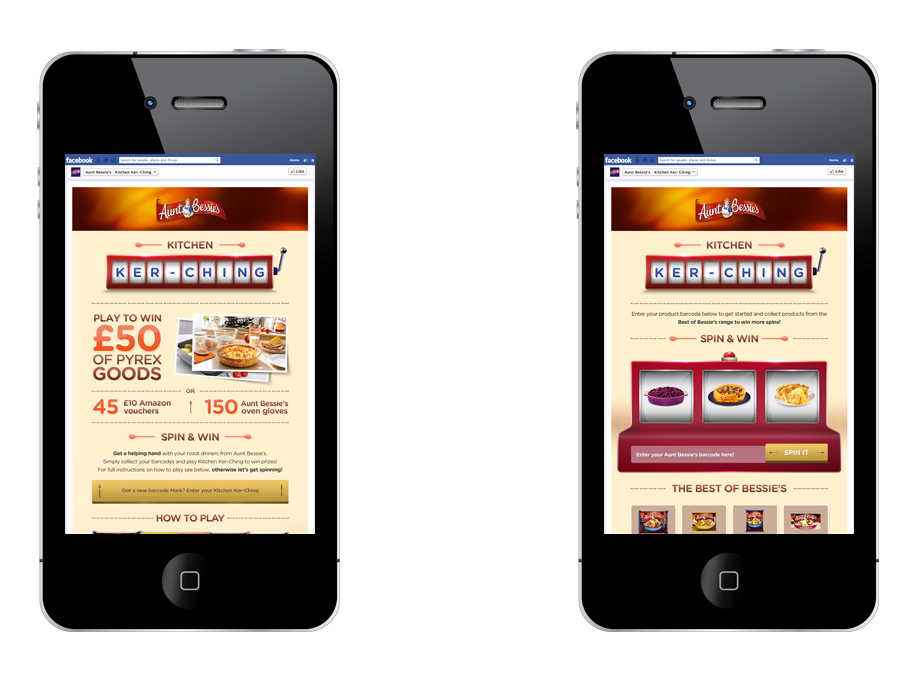 facebook
Search for people, places and things
Home
Aunt Bessie's
Kitchen Ker-Ching
Like
Aunt Bessie's
KITCHEN
KER-CHING
PLAY TO WIN
£50
OF PYREX
GOODS
OR
45 £10 Amazon vouchers
150 Aunt Bessie's oven gloves
SPIN & WIN
Get a helping hand with your roast dinners from Aunt Bessie's.
Simply collect your barcodes and play Kitchen Ker-Ching to win prizes!
For full instructions on how to play see below, otherwise let's get spinning!
Got a new barcode Mark? Enter your Kitchen Ker-Ching
HOW TO PLAY
facebook
Search for people, places and things
Home
Aunt Bessie's
Kitchen Ker-Ching
Like
Aunt Bessie's
KITCHEN
KER-CHING
Enter your product barcode below to get started and collect products from the
Best of Bessie's range to win more spins!
SPIN & WIN
Enter your Aunt Bessie's barcode here!
SPIN IT
THE BEST OF BESSIE'S